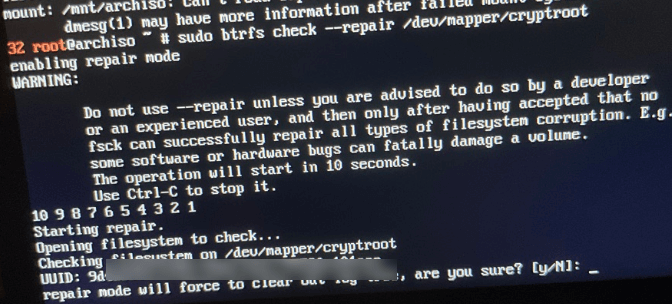 mount: /mnt/archiso: can't
dmesg(1) may have more information after failed mount
32 root@archiso ~ # sudo btrfs check --repair /dev/mapper/cryptroot
enabling repair mode
WARNING:
Do not use --repair unless you are advised to do so by a developer
or an experienced user, and then only after having accepted that no
fsck can successfully repair all types of filesystem corruption. E.g.
some software or hardware bugs can fatally damage a volume.
The operation will start in 10 seconds.
Use Ctrl-C to stop it.
10 9 8 7 6 5 4 3 2 1
Starting repair.
Opening filesystem to check...
Checking filesystem on /dev/mapper/cryptroot
UUID: 9d
repair mode will force to clear out log tree, are you sure? [y/N]: _